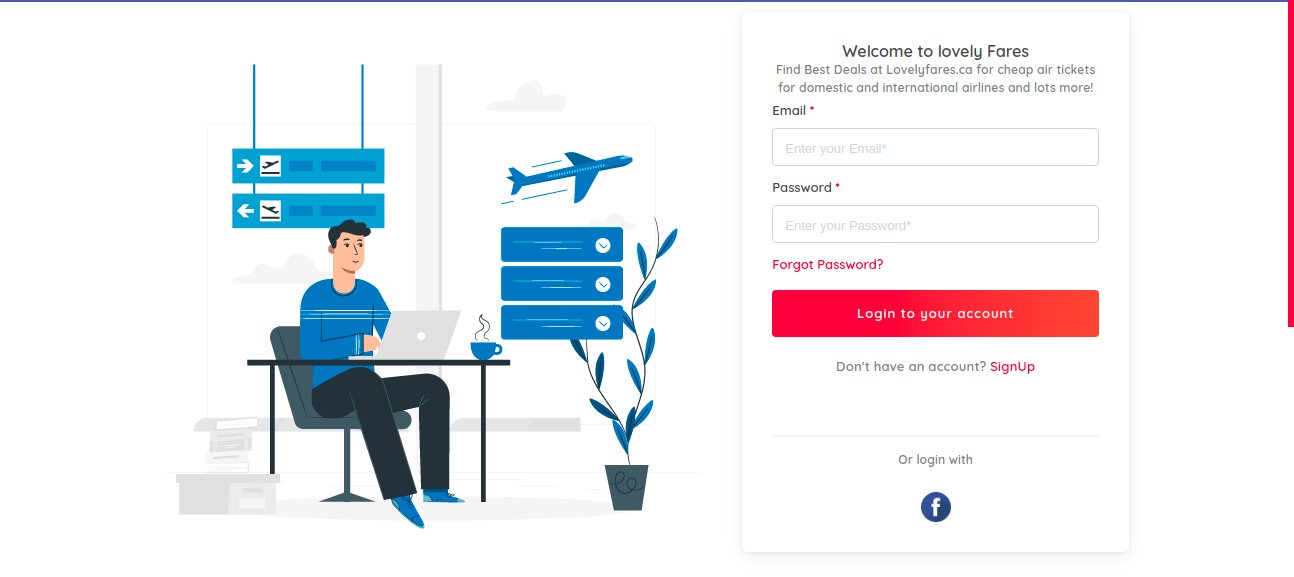 Welcome to lovely Fares
Find Best Deals at Lovelyfares.ca for cheap air tickets
for domestic and international airlines and lots more!
Email *
Enter your Email*
Password *
Enter your Password*
Forgot Password?
Login to your account
Don't have an account? SignUp
Or login with
f